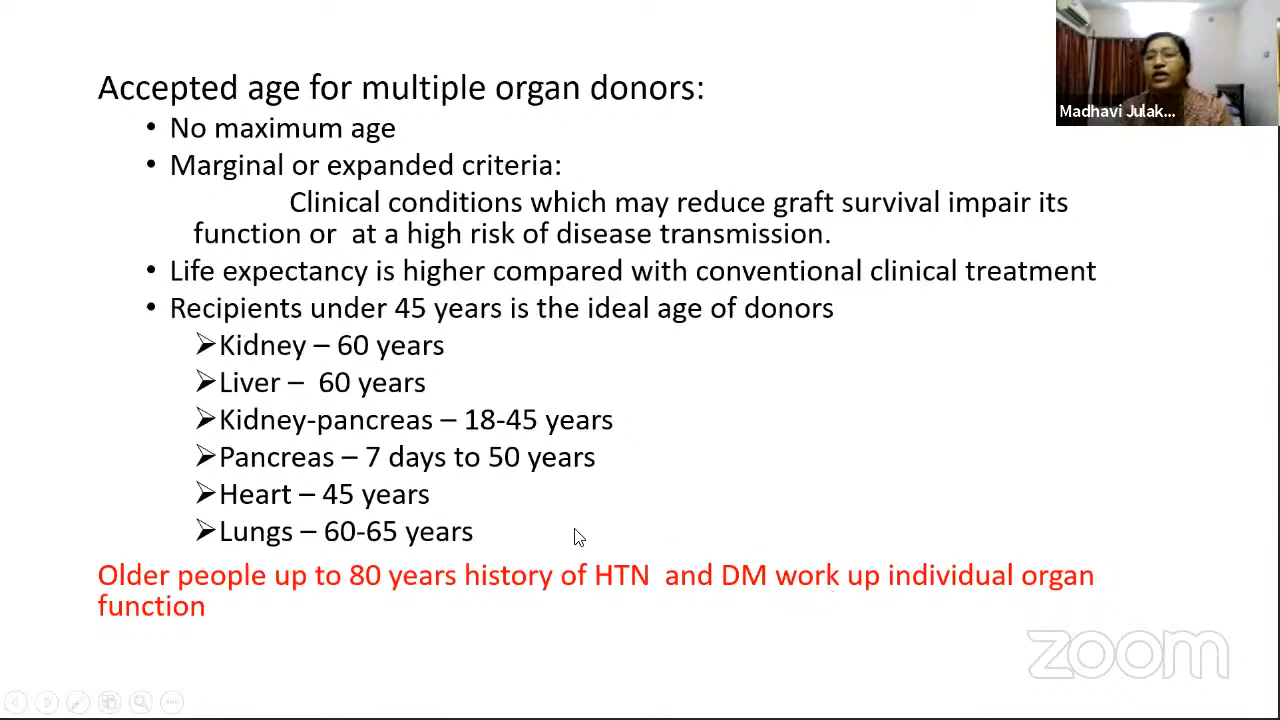 Accepted age for multiple organ donors:
• No maximum age
• Marginal or expanded criteria:
Clinical conditions which may reduce graft survival impair its
function or at a high risk of disease transmission.
• Life expectancy is higher compared with conventional clinical treatment
• Recipients under 45 years is the ideal age of donors
➢Kidney – 60 years
➢Liver – 60 years
➢Kidney-pancreas – 18-45 years
➢Pancreas – 7 days to 50 years
➢Heart – 45 years
➢Lungs – 60-65 years
Older people up to 80 years history of HTN and DM work up individual organ
function
Madhavi Julak...
zoom